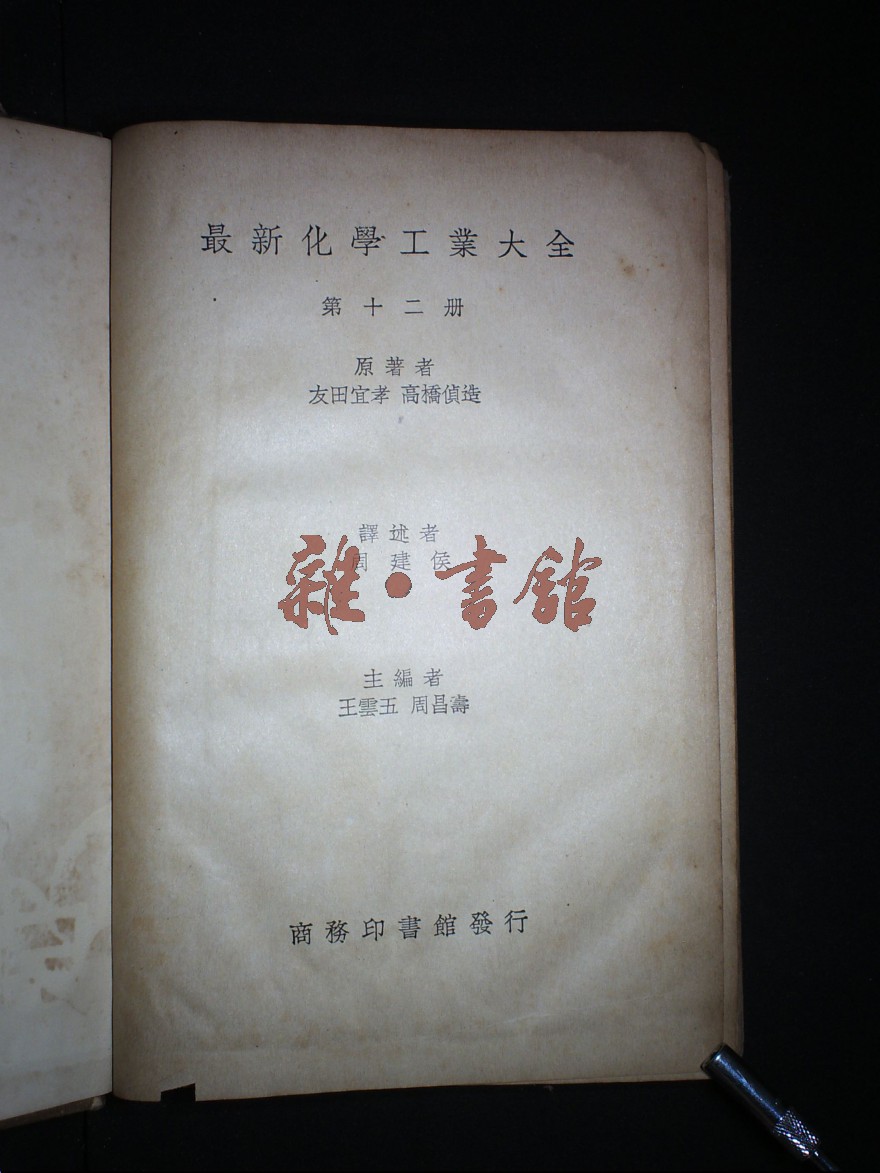 最新化學工業大全
第十二册
原著者
友田宜孝 高橋偵造
譯述者
周建侯
雜·書館
主編者
王雲五 周昌壽
商務印書館發行